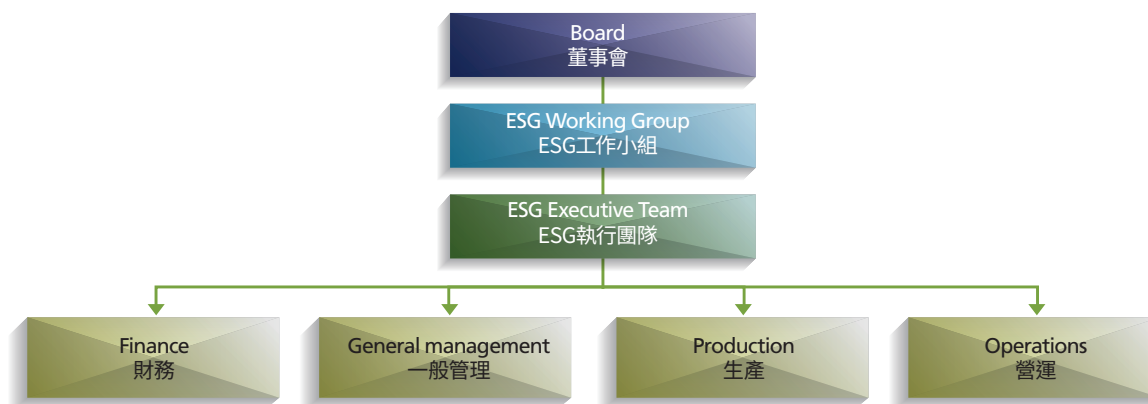 Board
董事會
ESG Working Group
ESG工作小組
ESG Executive Team
ESG執行團隊
Finance
財務
General management
一般管理
Production
生產
Operations
營運